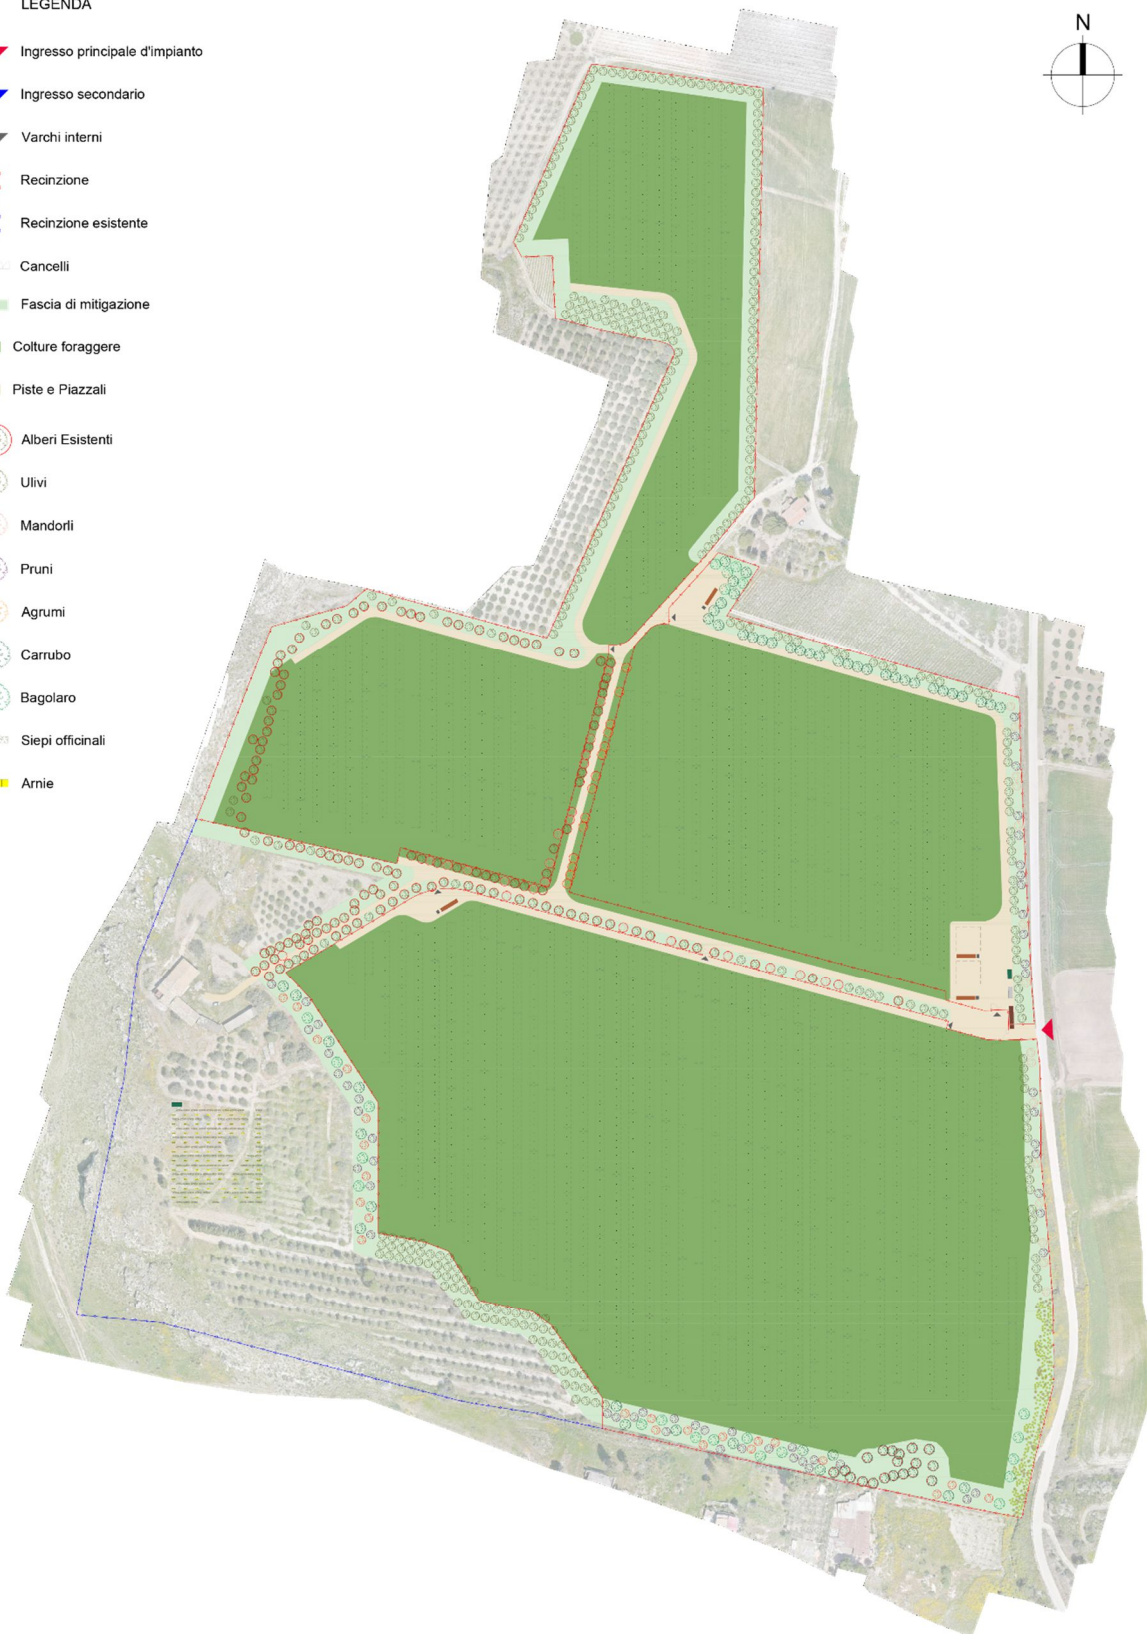 LEGENDA
N
Ingresso principale d'impianto
Ingresso secondario
Varchi interni
Recinzione
Recinzione esistente
Cancelli
Fascia di mitigazione
Colture foraggere
Piste e Piazzali
Alberi Esistenti
Ulivi
Mandorli
Pruni
Agrumi
Carrubo
Bagolaro
Siepi officinali
Arnie